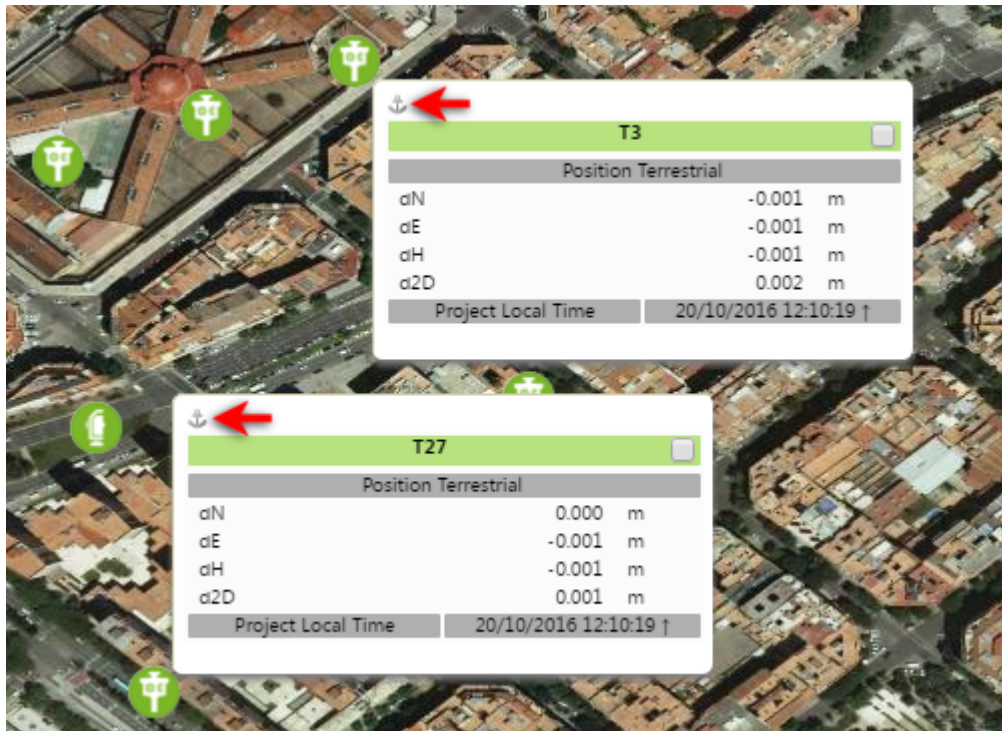 T3
Position Terrestrial
dN -0.001 m
dE -0.001 m
dH -0.001 m
d2D 0.002 m
Project Local Time 20/10/2016 12:10:19 ↑
T27
Position Terrestrial
dN 0.000 m
dE -0.001 m
dH -0.001 m
d2D 0.001 m
Project Local Time 20/10/2016 12:10:19 ↑